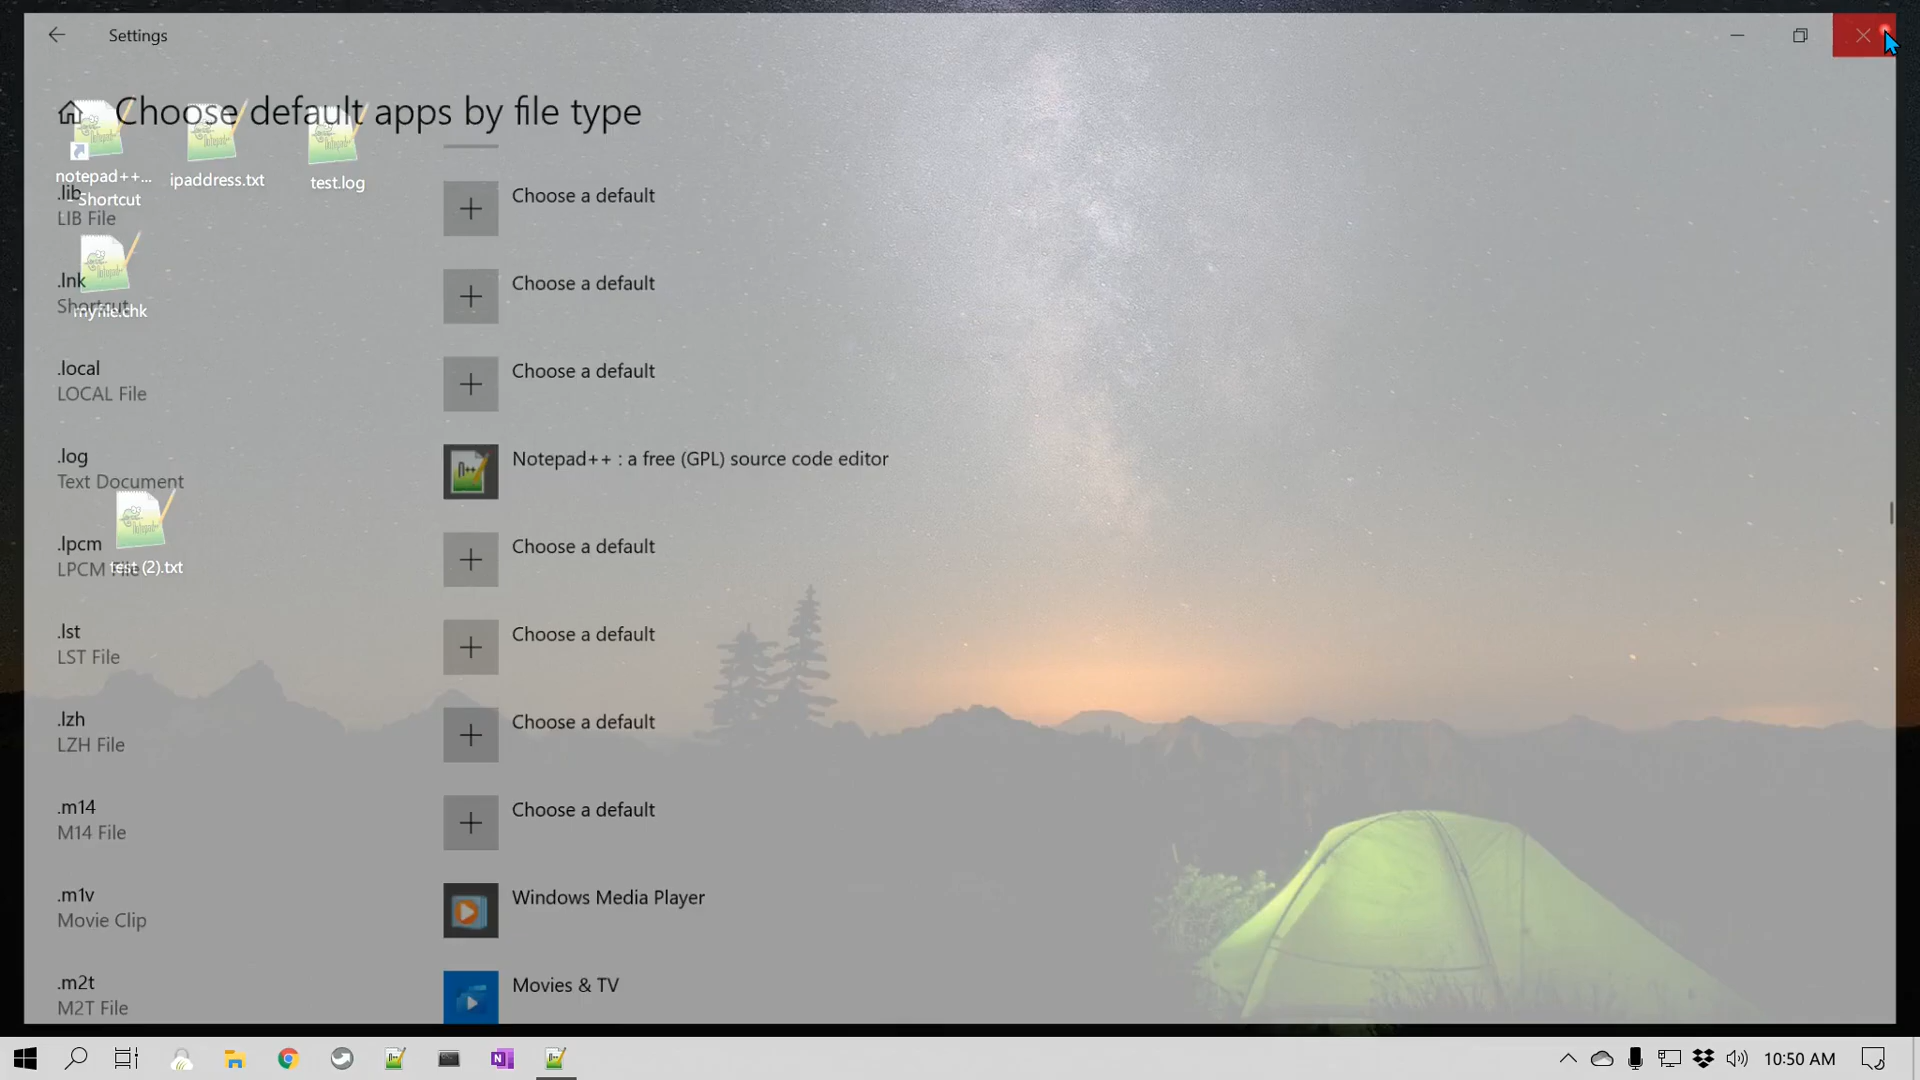 Settings
Choose default apps by file type
notepad++...
- Shortcut
ipaddress.txt
test.log
.lib
LIB File
Choose a default
.lnk
Shortcut
Choose a default
myfile.chk
.local
LOCAL File
Choose a default
.log
Text Document
Notepad++ : a free (GPL) source code editor
.lpcm
LPCM File
Choose a default
test (2).txt
.lst
LST File
Choose a default
.lzh
LZH File
Choose a default
.m14
M14 File
Choose a default
.m1v
Movie Clip
Windows Media Player
.m2t
M2T File
Movies & TV
10:50 AM